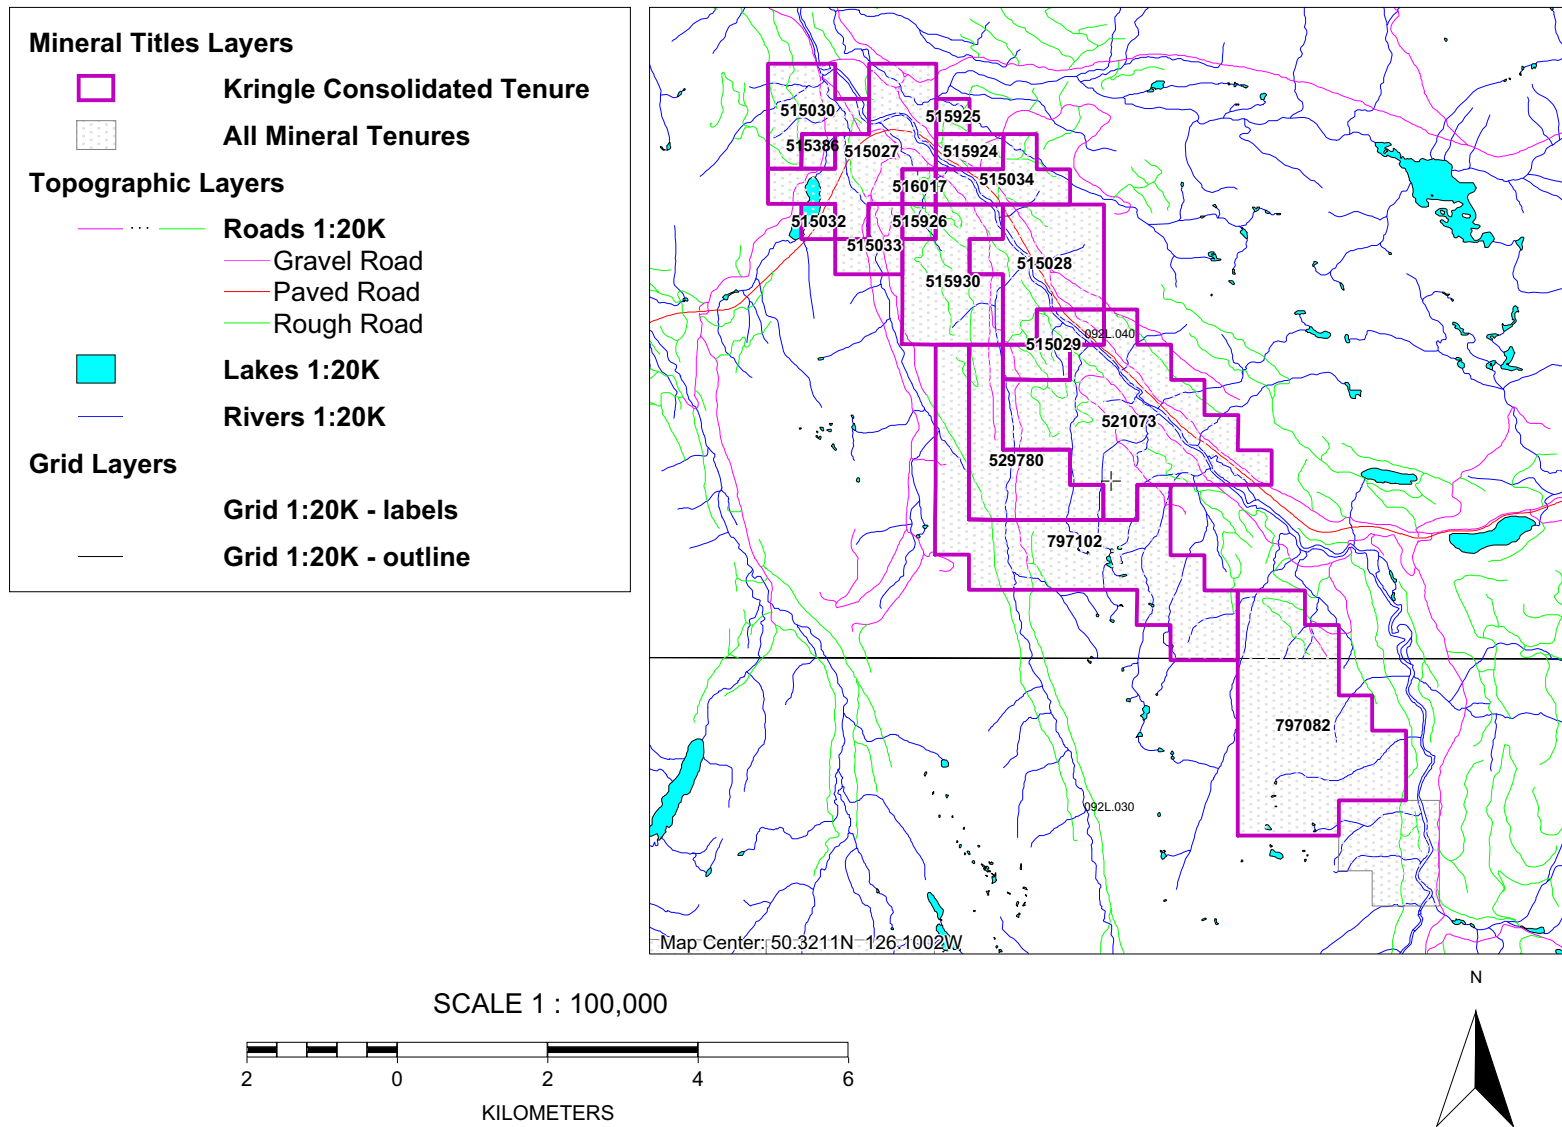 Mineral Titles Layers
Kringle Consolidated Tenure
All Mineral Tenures
Topographic Layers
Roads 1:20K
Gravel Road
Paved Road
Rough Road
Lakes 1:20K
Rivers 1:20K
Grid Layers
Grid 1:20K - labels
Grid 1:20K - outline
515030
515925
515386
515027
515924
516017
515034
515032
515926
515033
515028
515930
092L.040
515029
521073
529780
797102
797082
092L.030
Map Center: 50.3211N 126.1002W
SCALE 1 : 100,000
2 0 2 4 6
KILOMETERS
N